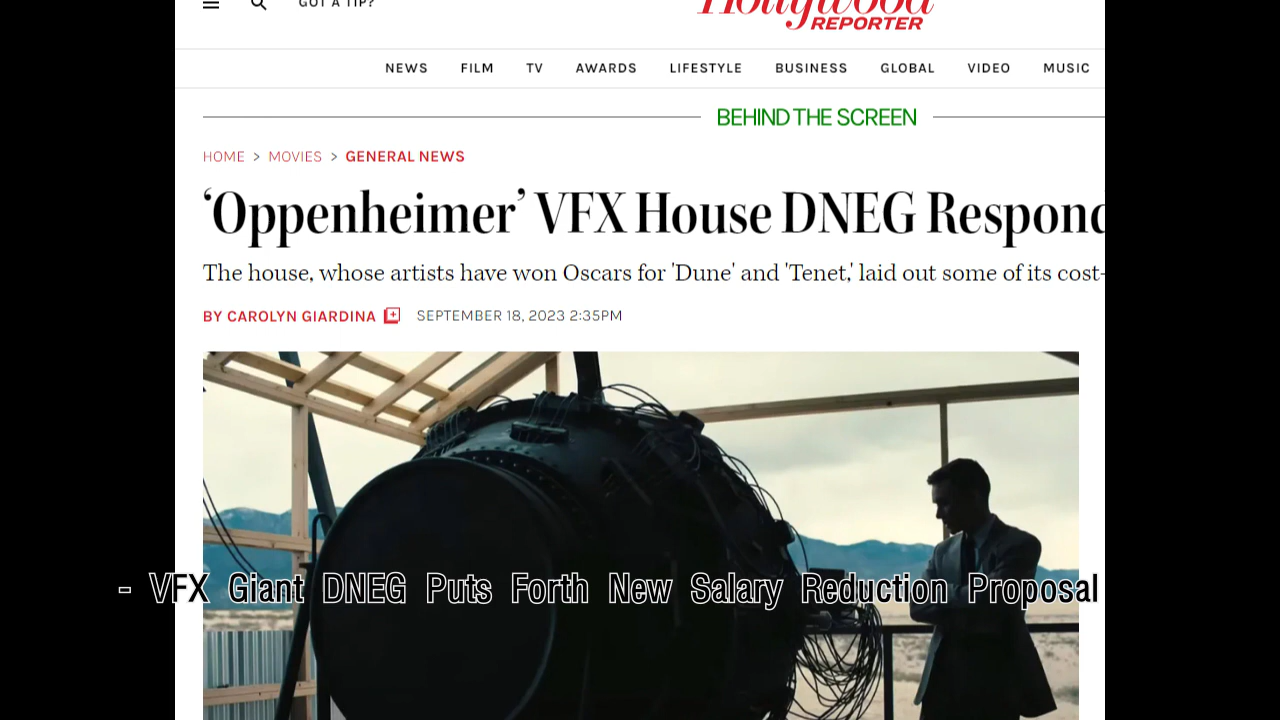 GOT A TIP?
Hollywood
REPORTER
NEWS FILM TV AWARDS LIFESTYLE BUSINESS GLOBAL VIDEO MUSIC
BEHIND THE SCREEN
HOME > MOVIES > GENERAL NEWS
‘Oppenheimer’ VFX House DNEG Respond
The house, whose artists have won Oscars for 'Dune' and 'Tenet,' laid out some of its cost-
BY CAROLYN GIARDINA SEPTEMBER 18, 2023 2:35PM
- VFX Giant DNEG Puts Forth New Salary Reduction Proposal